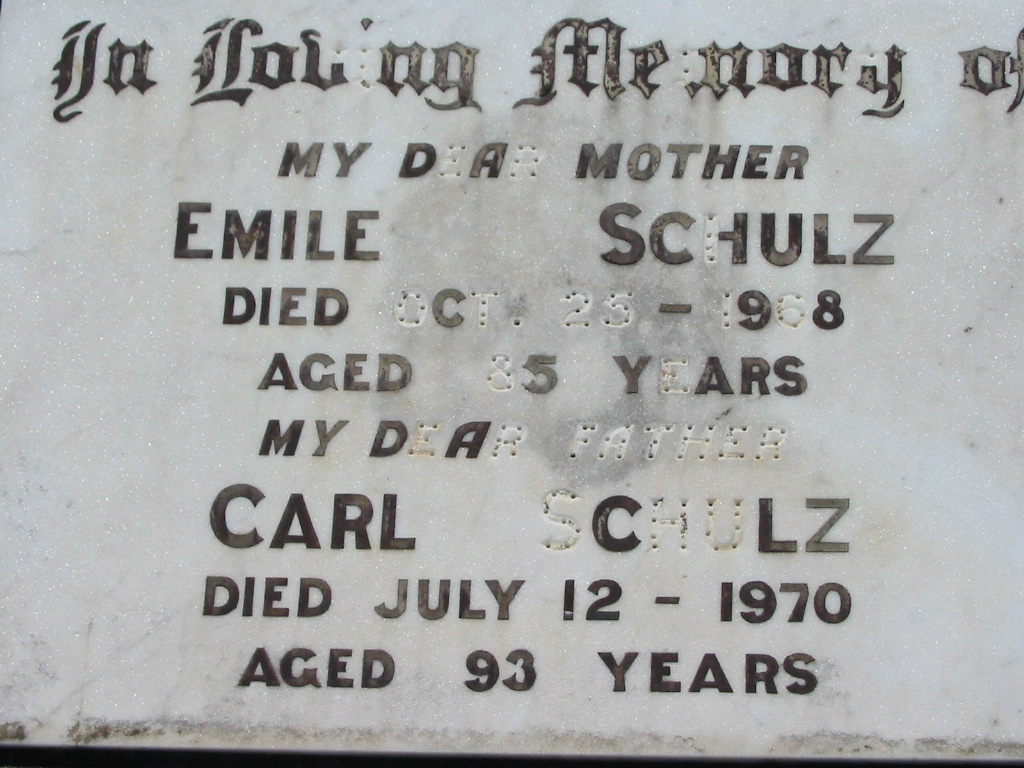 In Loving Memory of
MY DEAR MOTHER
EMILE SCHULZ
DIED OCT. 25 - 1968
AGED 85 YEARS
MY DEAR FATHER
CARL SCHULZ
DIED JULY 12 - 1970
AGED 93 YEARS